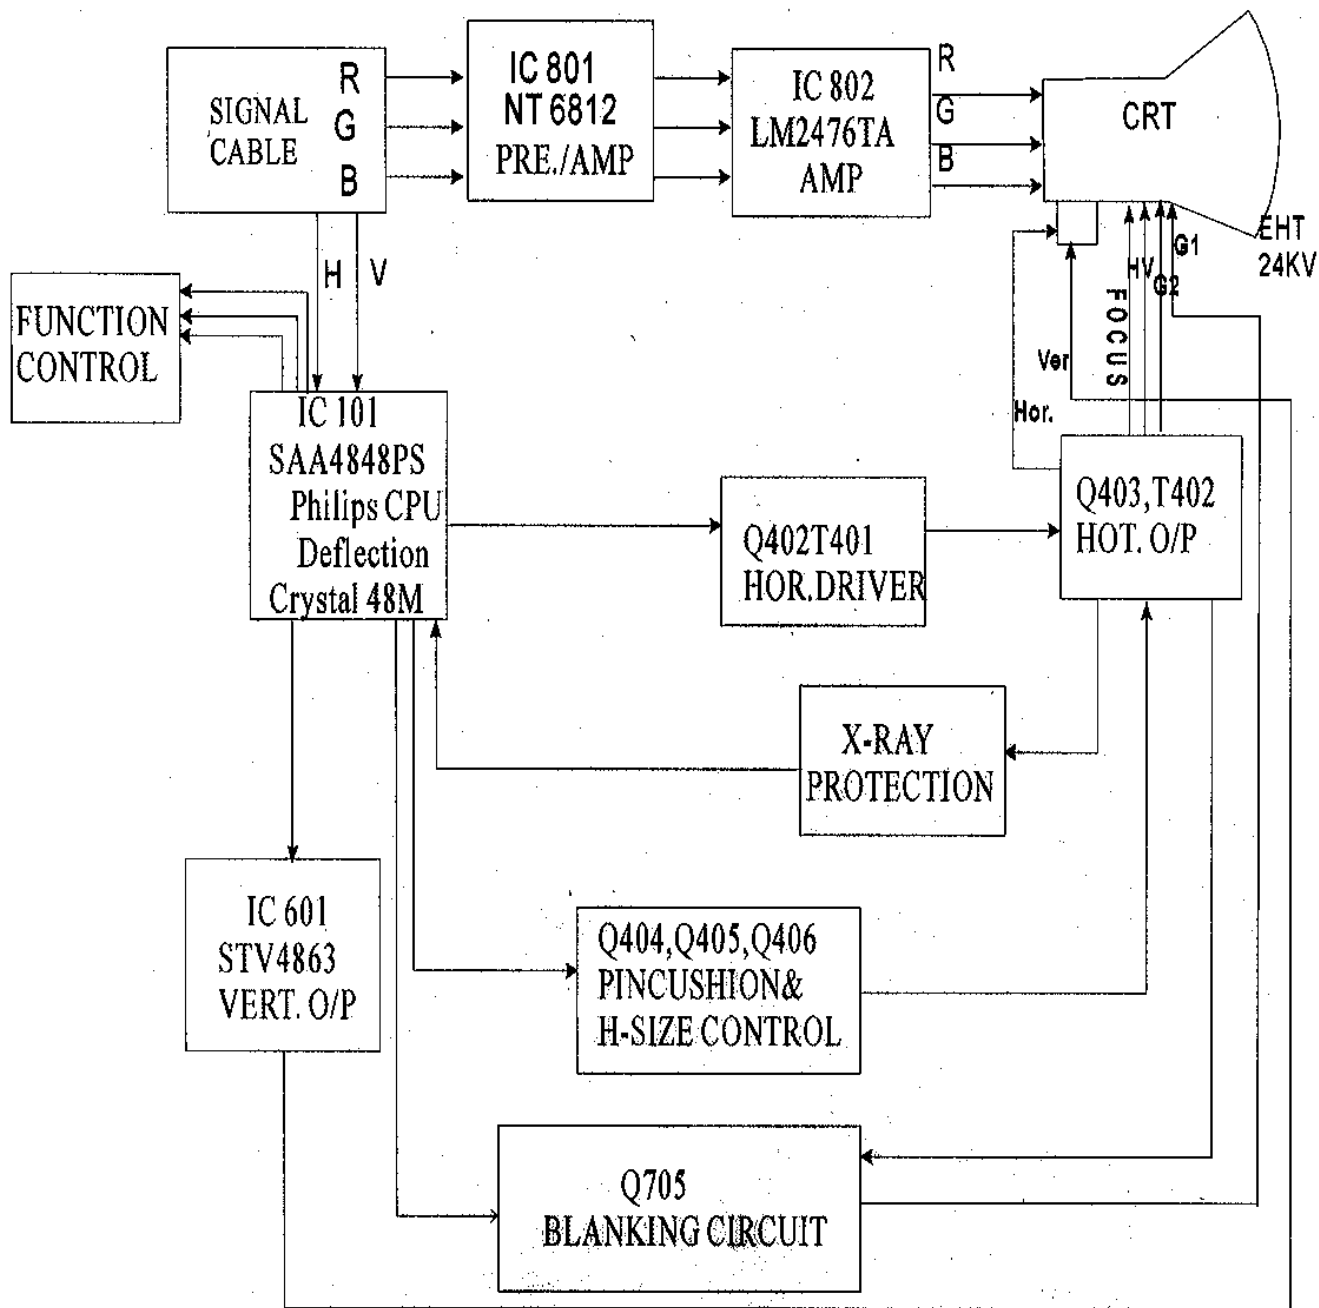 SIGNAL
CABLE
R
G
B
IC 801
NT 6812
PRE./AMP
IC 802
LM2476TA
AMP
R
G
B
CRT
EHT
24KV
H
V
FUNCTION
CONTROL
IC 101
SAA4848PS
Philips CPU
Deflection
Crystal 48M
Hor.
Ver
FOCUS
HV
G2
G1
Q402T401
HOR.DRIVER
Q403,T402
HOT. O/P
X-RAY
PROTECTION
IC 601
STV4863
VERT. O/P
Q404,Q405,Q406
PINCUSHION&
H-SIZE CONTROL
Q705
BLANKING CIRCUIT